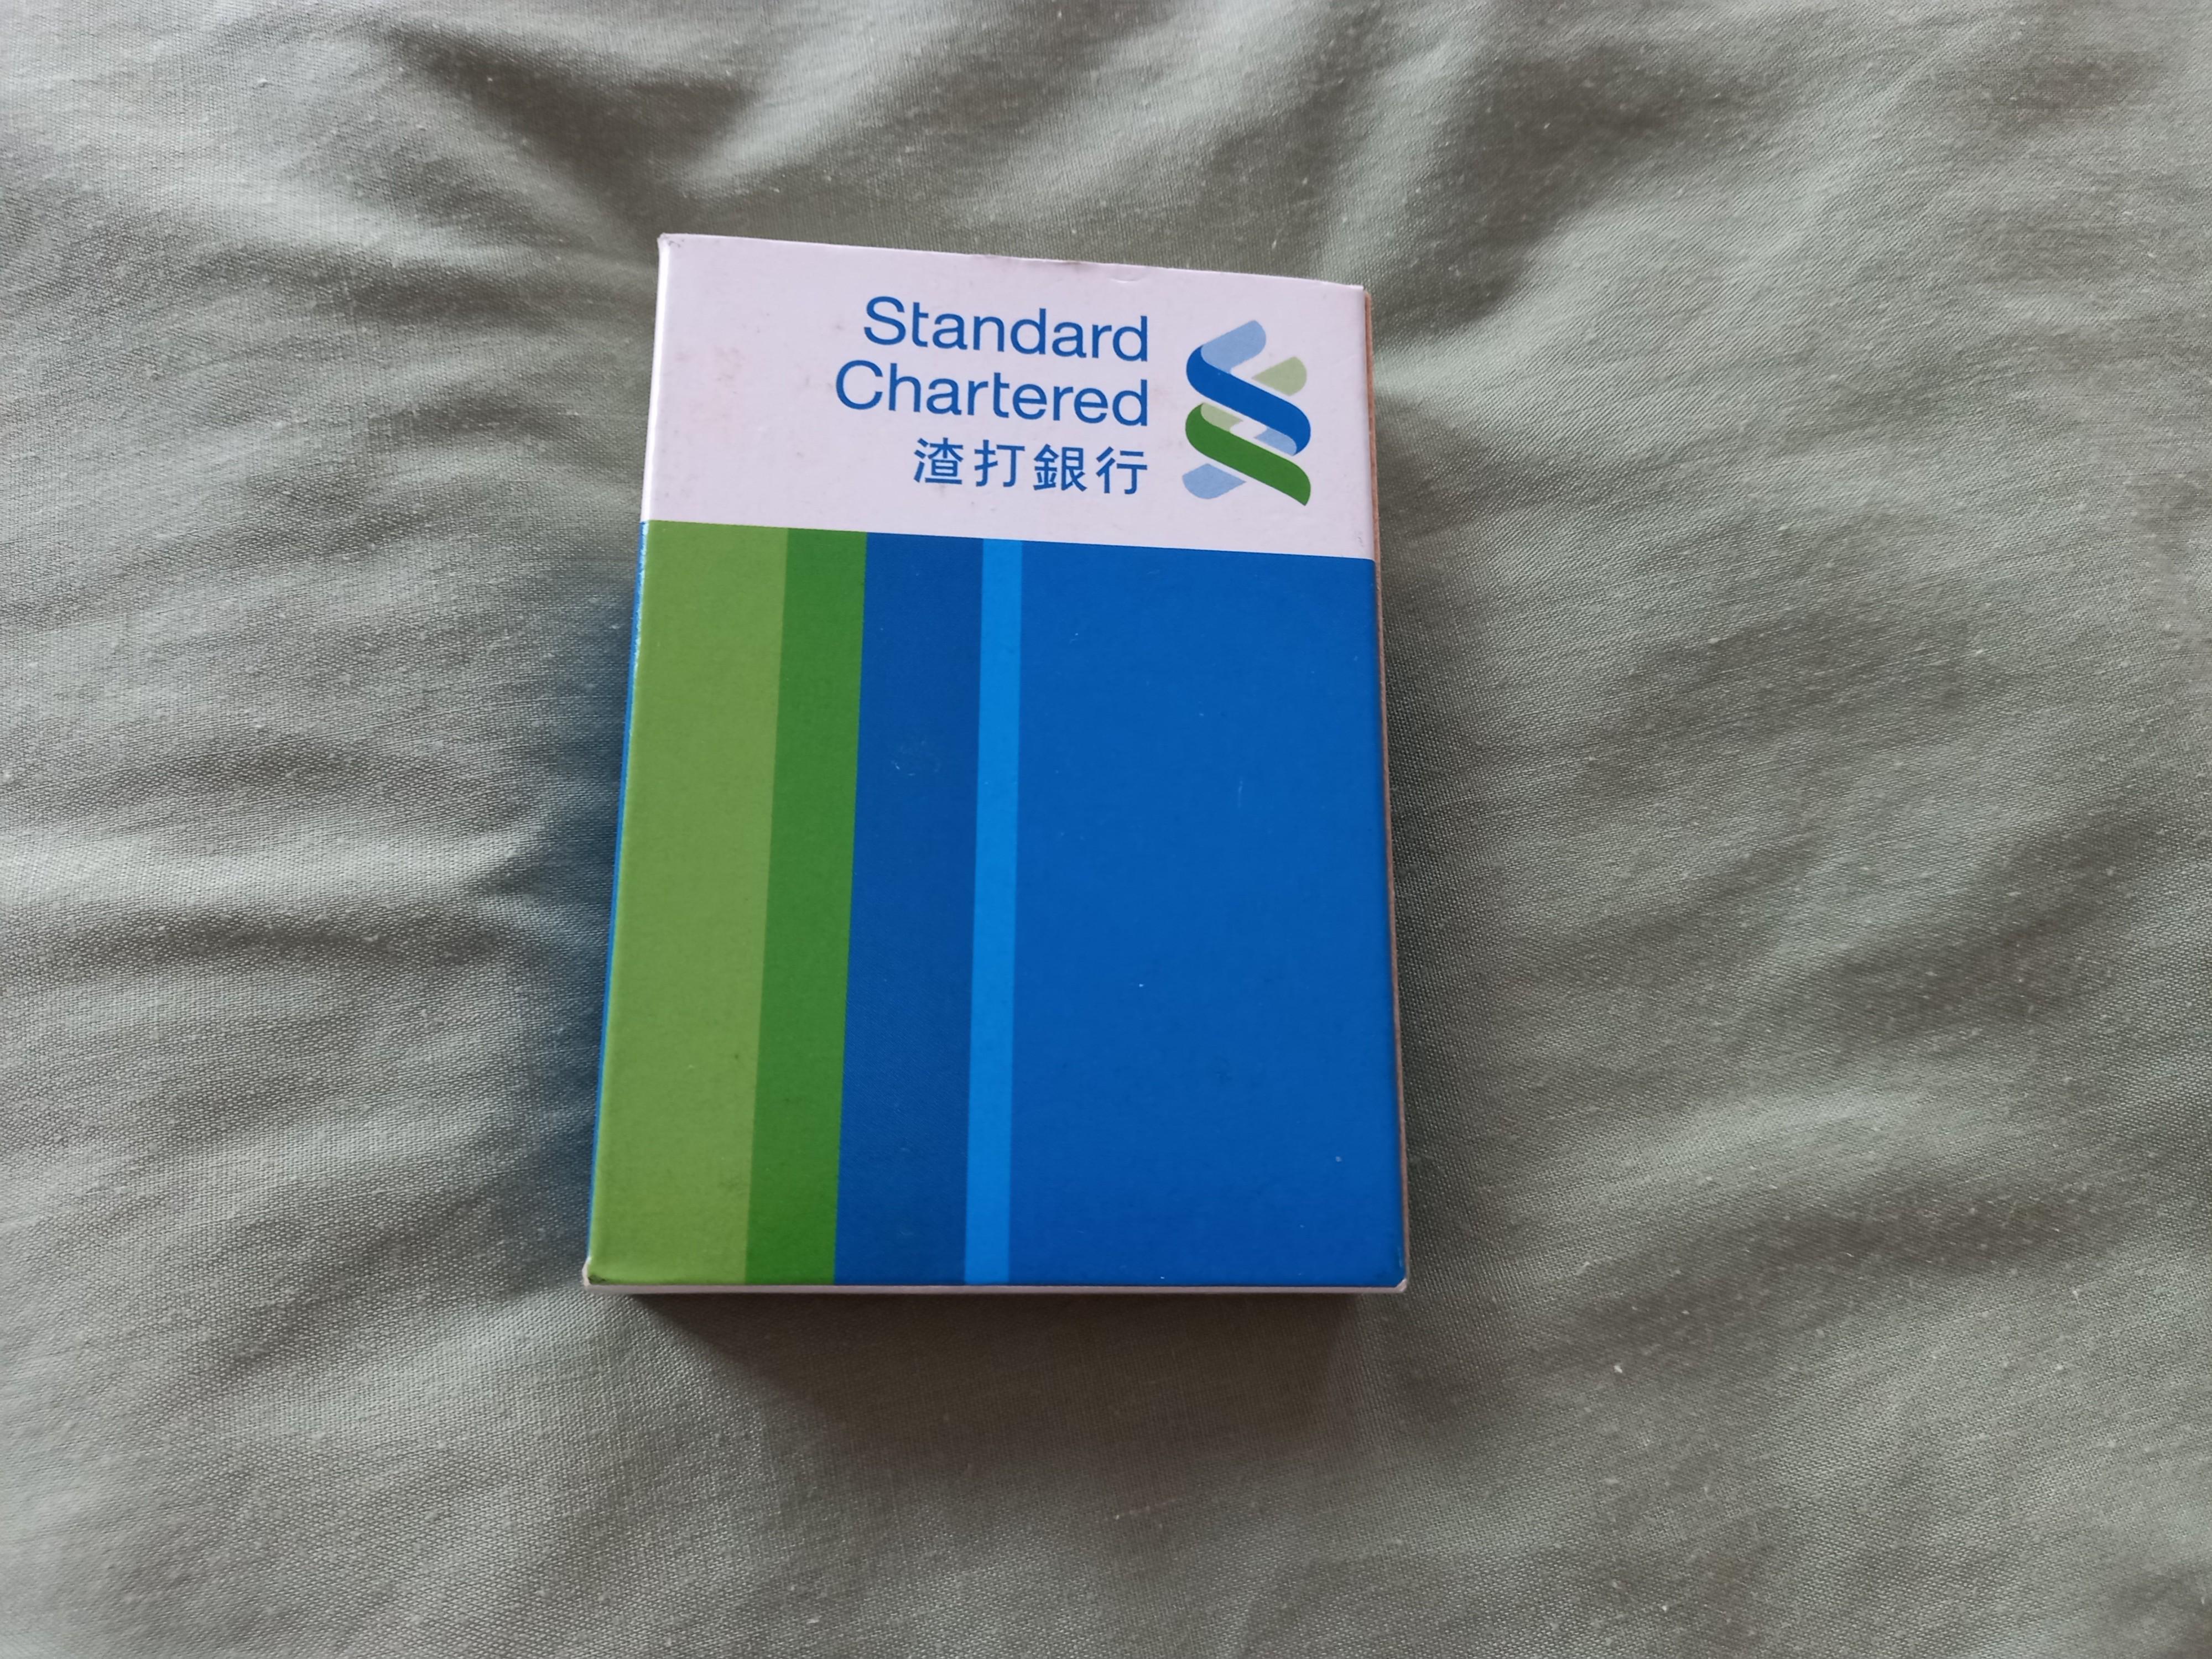 Standard
Chartered
渣打銀行